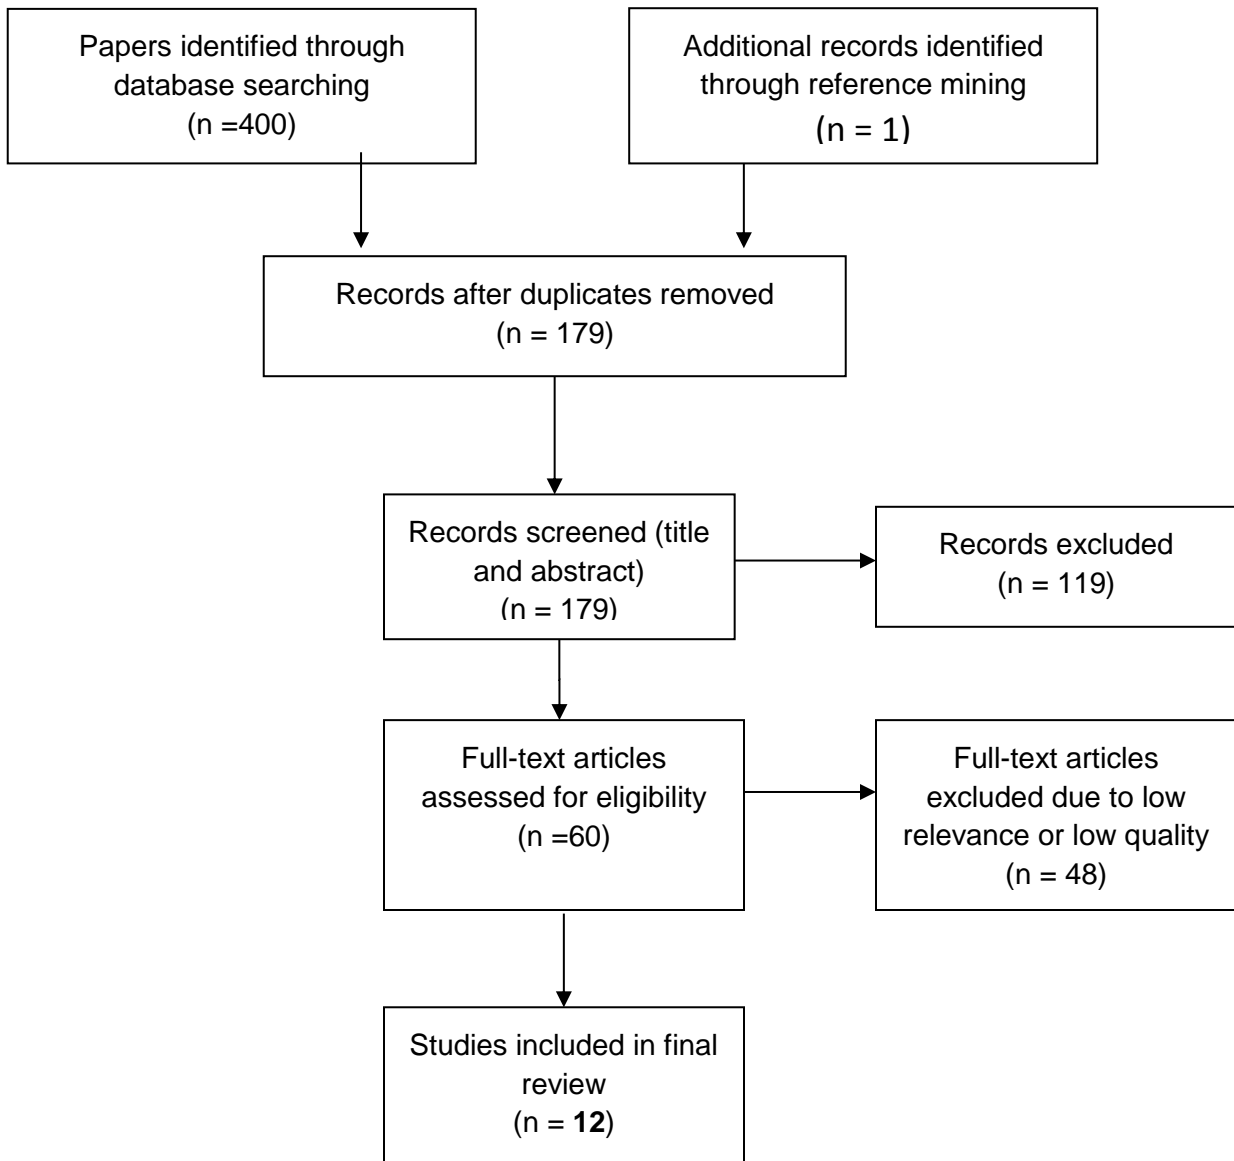 Papers identified through
database searching
(n =400)
Additional records identified
through reference mining
(n = 1)
Records after duplicates removed
(n = 179)
Records screened (title
and abstract)
(n = 179)
Records excluded
(n = 119)
Full-text articles
assessed for eligibility
(n =60)
Full-text articles
excluded due to low
relevance or low quality
(n = 48)
Studies included in final
review
(n = 12)